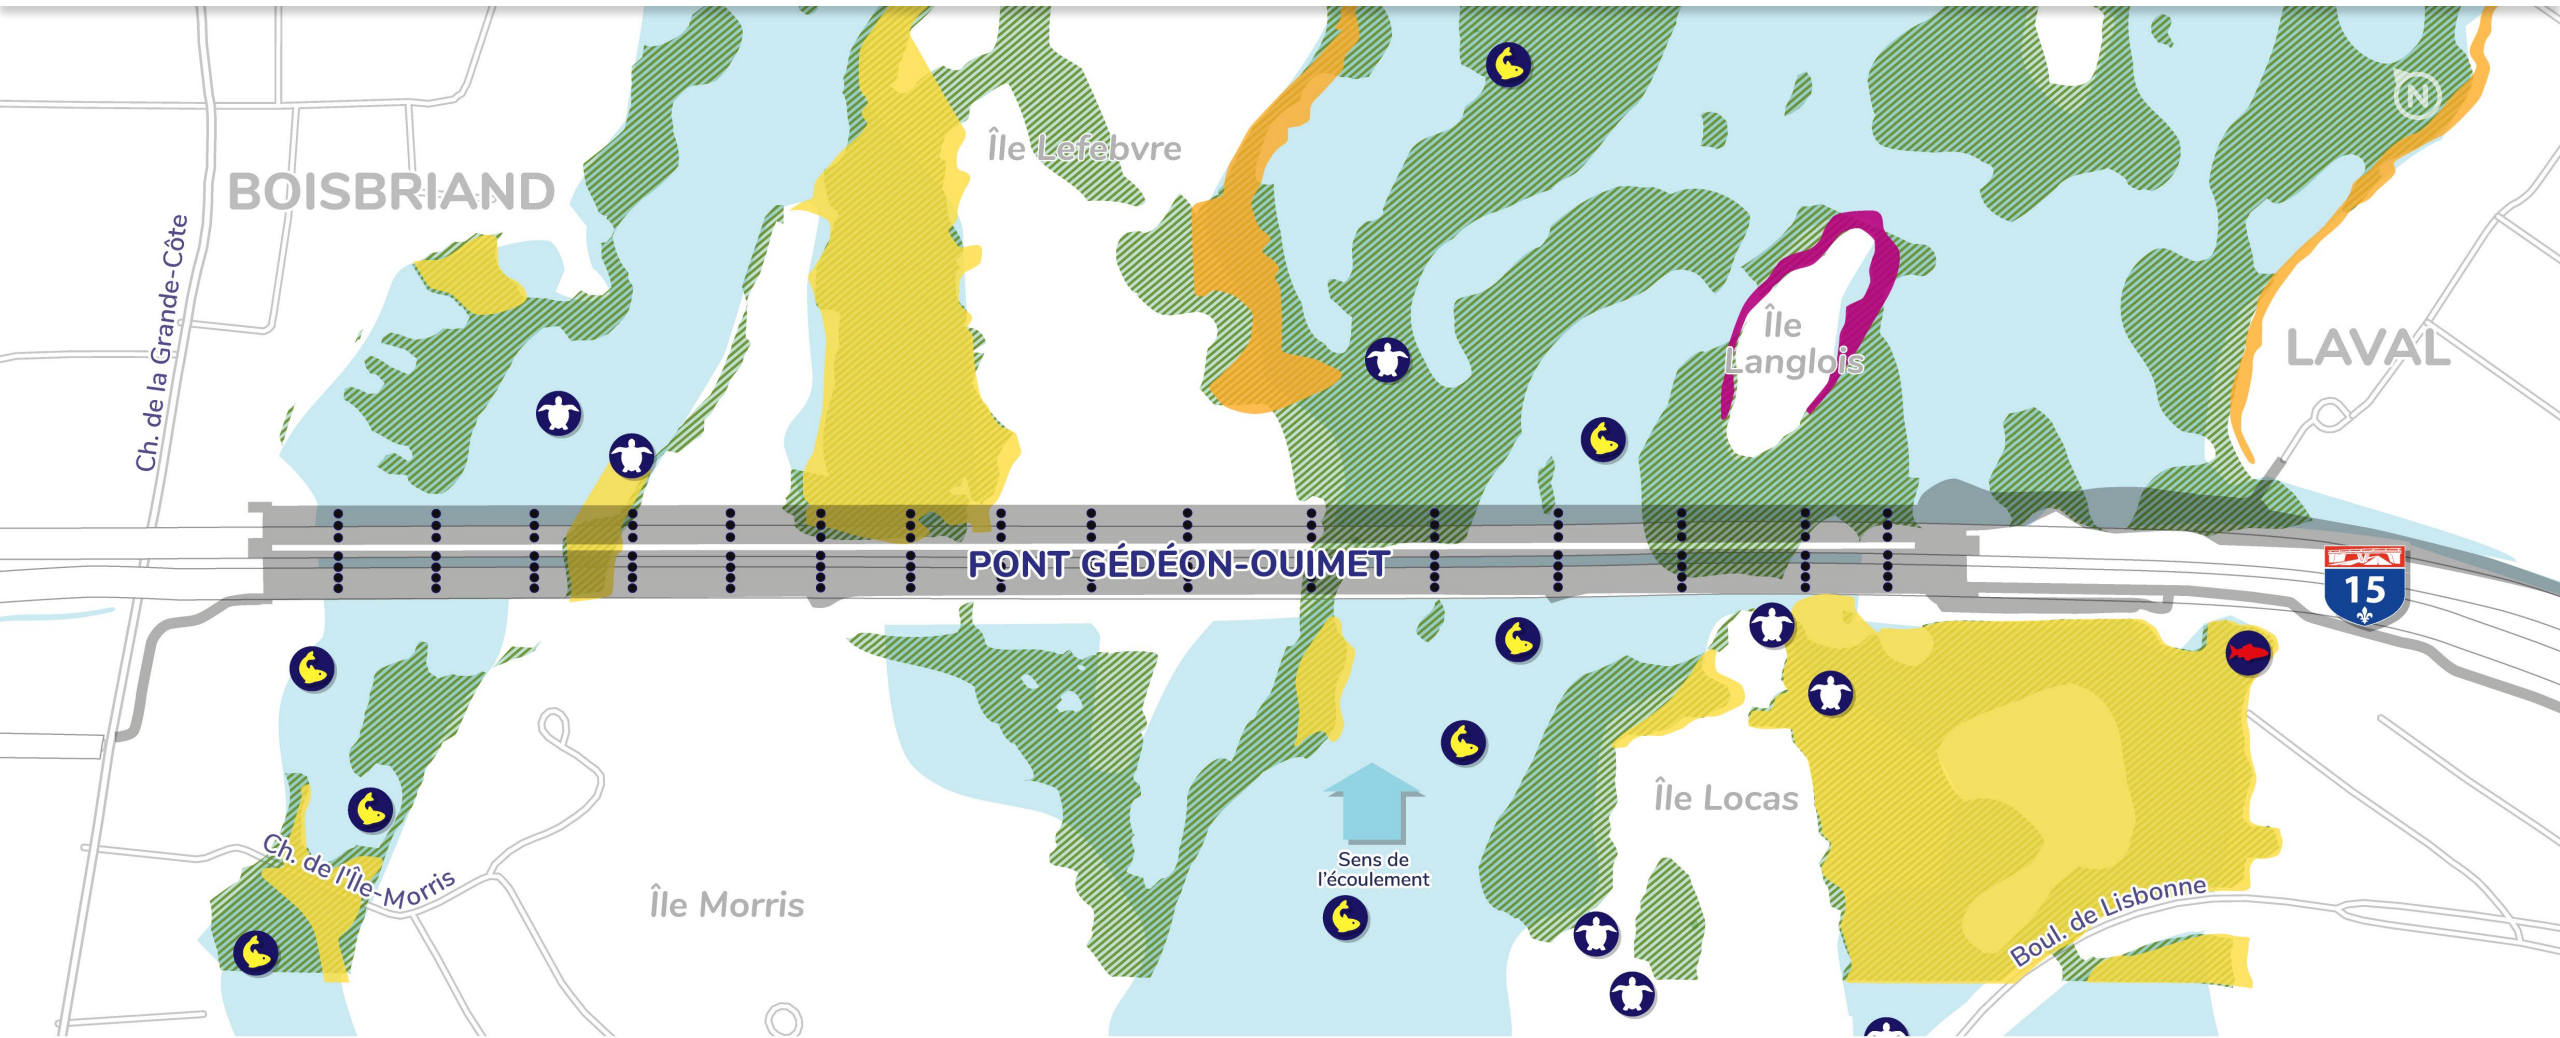 N
Île Lefebvre
BOISBRIAND
Ch. de la Grande-Côte
Île
Langlois
LAVAL
PONT GÉDÉON-OUIMET
15
Île Locas
Ch. de l'Île-Morris
Sens de
l'écoulement
Île Morris
Boul. de Lisbonne